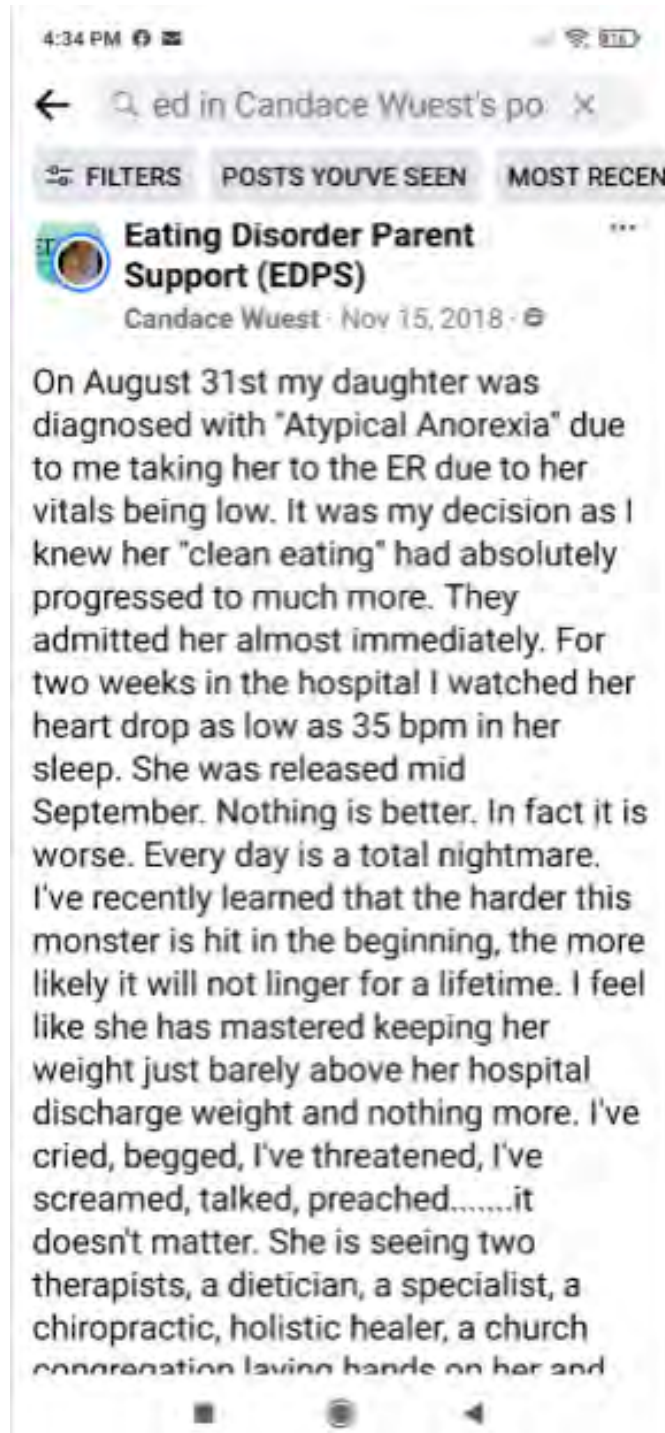 4:34 PM
ed in Candace Wuest's po
FILTERS POSTS YOU'VE SEEN MOST RECEN
Eating Disorder Parent
Support (EDPS)
Candace Wuest · Nov 15, 2018 ·
On August 31st my daughter was
diagnosed with "Atypical Anorexia" due
to me taking her to the ER due to her
vitals being low. It was my decision as I
knew her "clean eating" had absolutely
progressed to much more. They
admitted her almost immediately. For
two weeks in the hospital I watched her
heart drop as low as 35 bpm in her
sleep. She was released mid
September. Nothing is better. In fact it is
worse. Every day is a total nightmare.
I've recently learned that the harder this
monster is hit in the beginning, the more
likely it will not linger for a lifetime. I feel
like she has mastered keeping her
weight just barely above her hospital
discharge weight and nothing more. I've
cried, begged, I've threatened, I've
screamed, talked, preached.......it
doesn't matter. She is seeing two
therapists, a dietician, a specialist, a
chiropractic, holistic healer, a church
congregation laying hands on her and